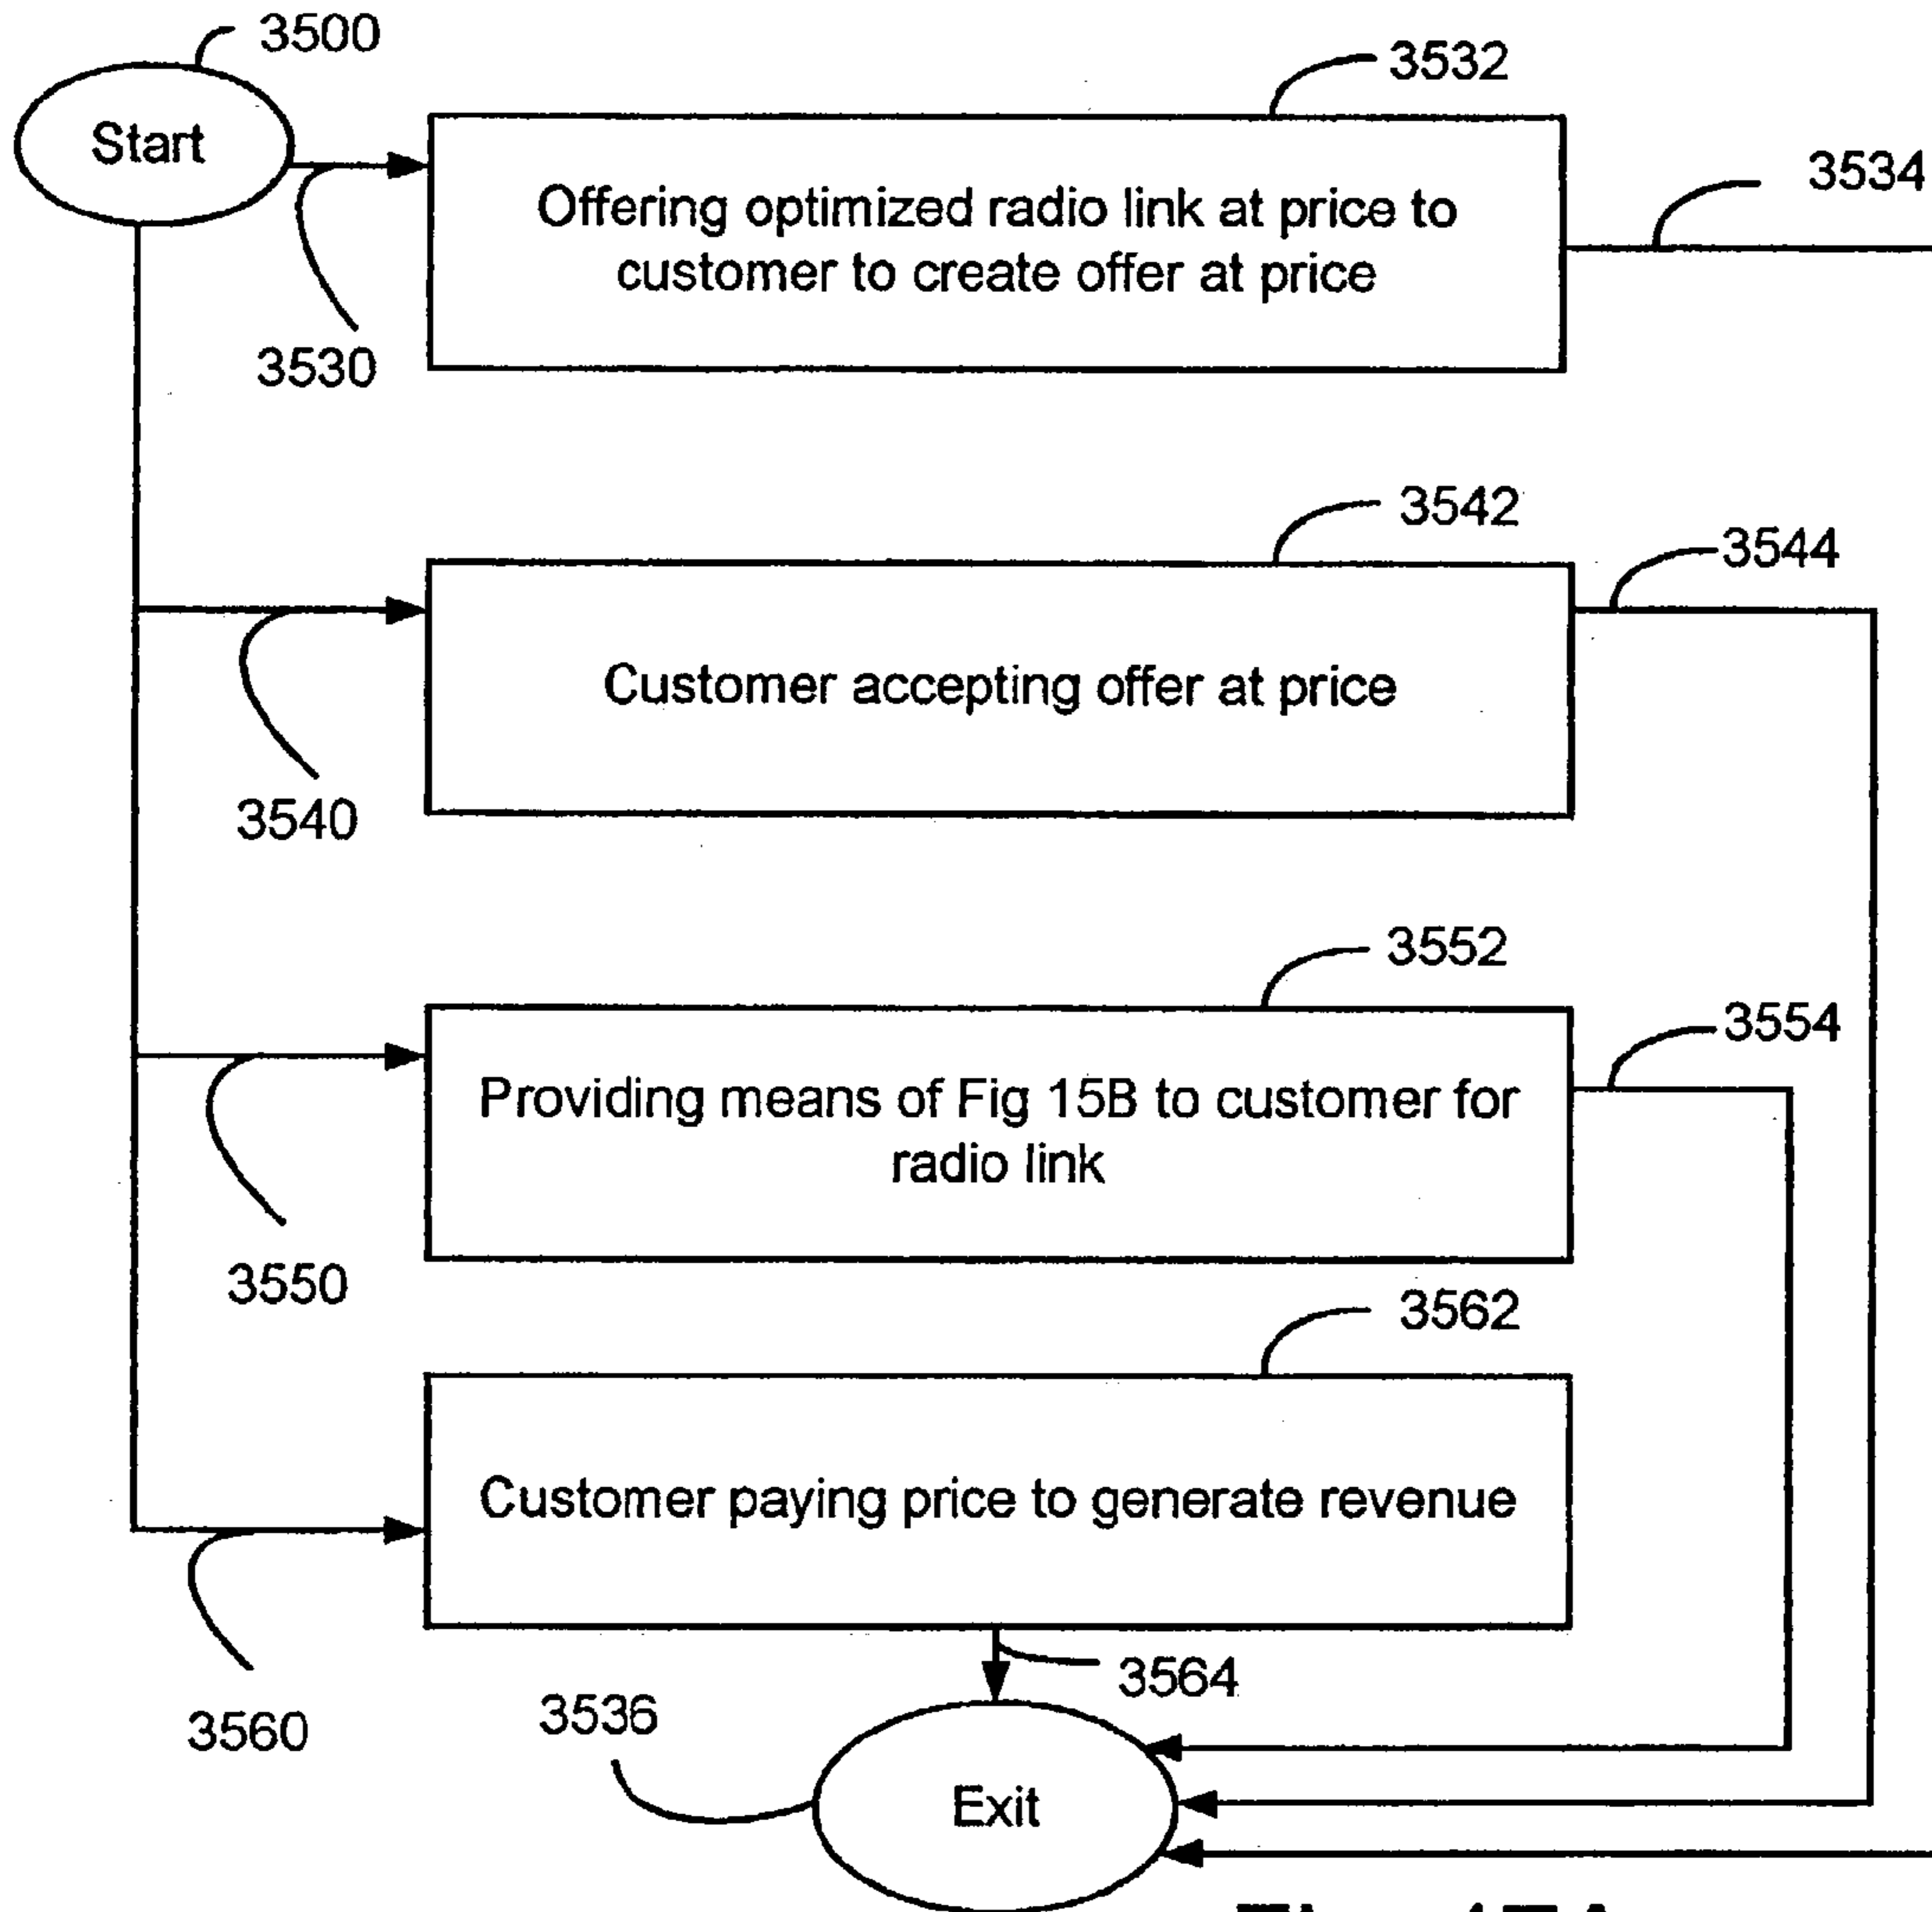 3500
Start
3532
3534
Offering optimized radio link at price to
customer to create offer at price
3530
3542
3544
Customer accepting offer at price
3540
3552
3554
Providing means of Fig 15B to customer for
radio link
3550
3562
Customer paying price to generate revenue
3564
3560
3536
Exit